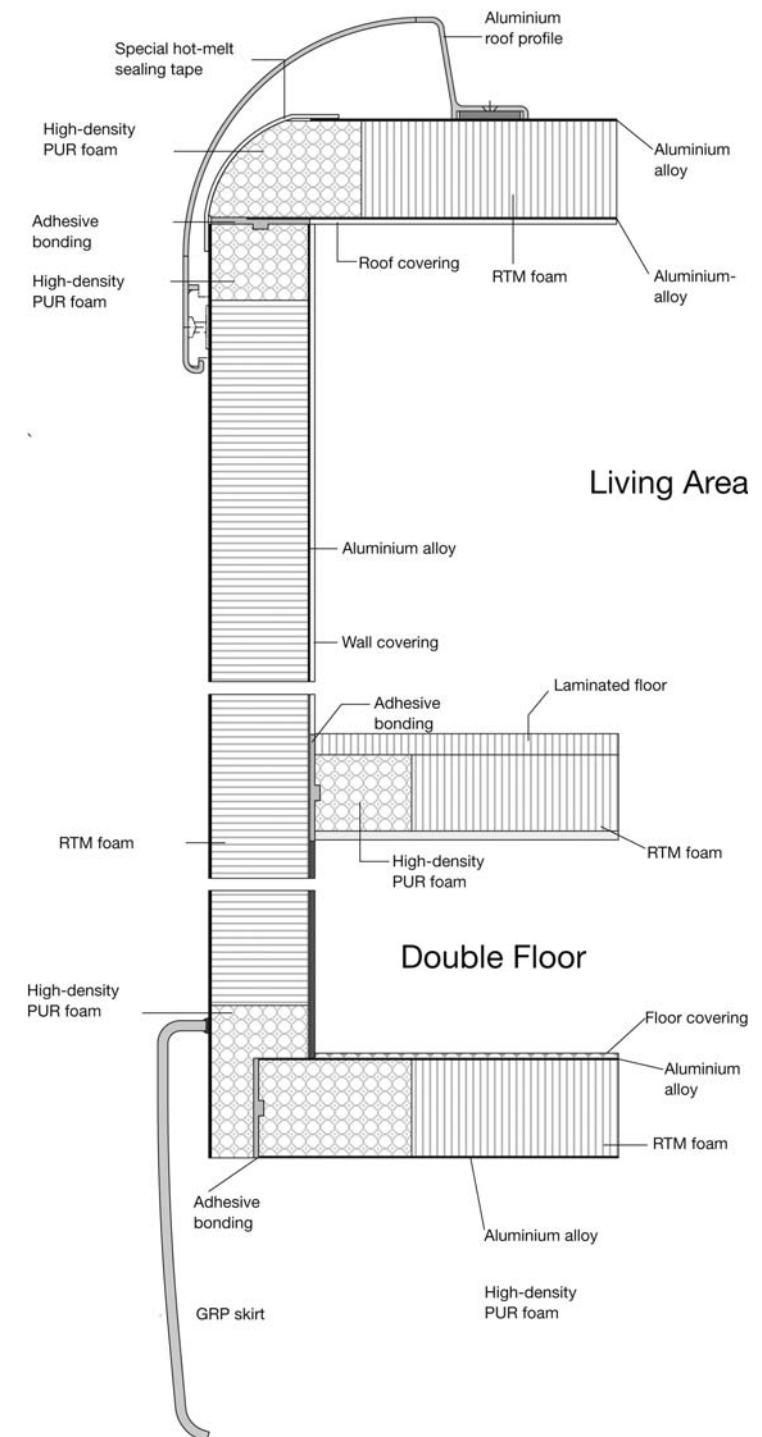 Aluminium
roof profile
Special hot-melt
sealing tape
High-density
PUR foam
Aluminium
alloy
Adhesive
bonding
Roof covering
RTM foam
Aluminium-
alloy
High-density
PUR foam
Living Area
Aluminium alloy
Wall covering
Laminated floor
Adhesive
bonding
RTM foam
RTM foam
High-density
PUR foam
Double Floor
High-density
PUR foam
Floor covering
Aluminium
alloy
RTM foam
Adhesive
bonding
Aluminium alloy
High-density
PUR foam
GRP skirt